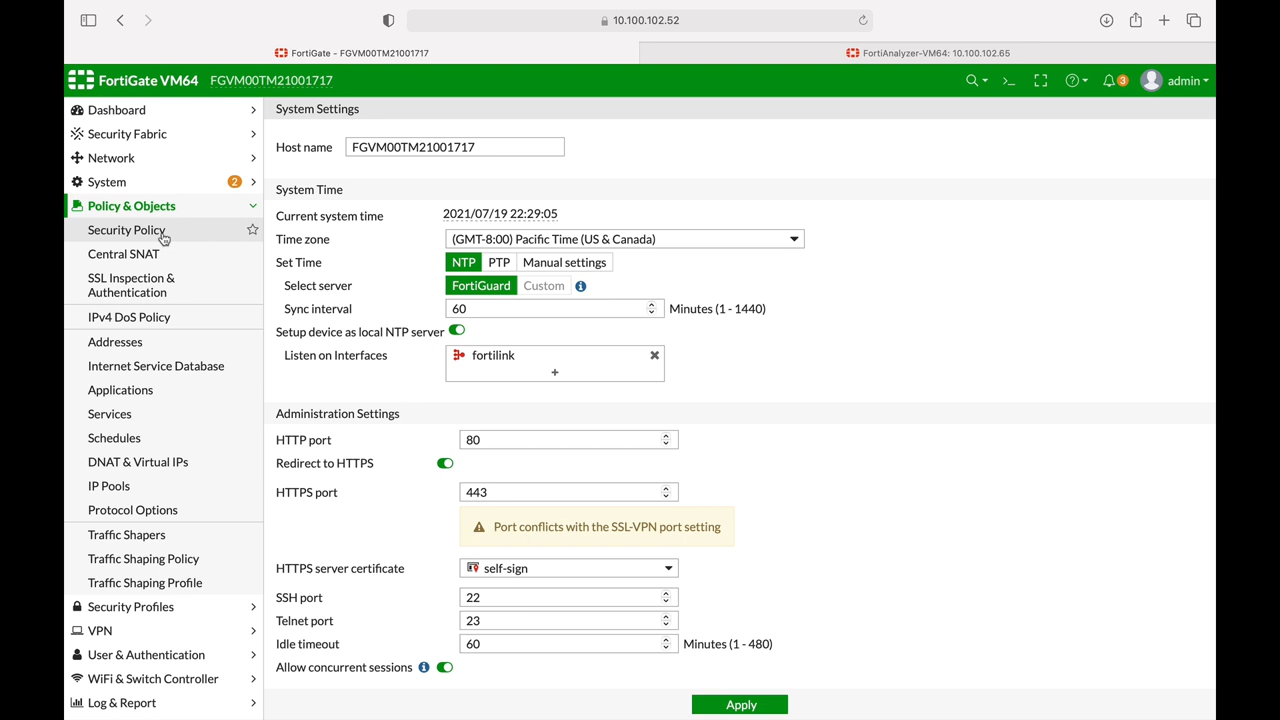 10.100.102.52
FortiGate - FGVM00TM21001717
FortiAnalyzer-VM64: 10.100.102.65
FortiGate VM64 FGVM00TM21001717
3 admin
Dashboard
Security Fabric
Network
System 2
Policy & Objects
Security Policy
Central SNAT
SSL Inspection &
Authentication
IPv4 DoS Policy
Addresses
Internet Service Database
Applications
Services
Schedules
DNAT & Virtual IPs
IP Pools
Protocol Options
Traffic Shapers
Traffic Shaping Policy
Traffic Shaping Profile
Security Profiles
VPN
User & Authentication
WiFi & Switch Controller
Log & Report
System Settings
Host name FGVM00TM21001717
System Time
Current system time 2021/07/19 22:29:05
Time zone (GMT-8:00) Pacific Time (US & Canada)
Set Time NTP PTP Manual settings
Select server FortiGuard Custom
Sync interval 60 Minutes (1 - 1440)
Setup device as local NTP server
Listen on Interfaces fortilink
+
Administration Settings
HTTP port 80
Redirect to HTTPS
HTTPS port 443
Port conflicts with the SSL-VPN port setting
HTTPS server certificate self-sign
SSH port 22
Telnet port 23
Idle timeout 60 Minutes (1 - 480)
Allow concurrent sessions
Apply